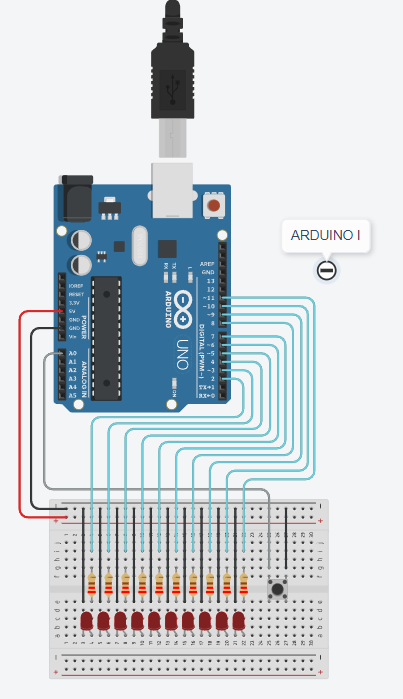 ARDUINO I
AREF
GND
13
12
~11
~10
~9
8
7
~6
~5
4
~3
2
TX→1
RX←0
DIGITAL (PWM~)
L
TX
RX
ARDUINO
UNO
ON
IOREF
RESET
3.3V
5V
GND
GND
Vin
POWER
A0
A1
A2
A3
A4
A5
ANALOG IN